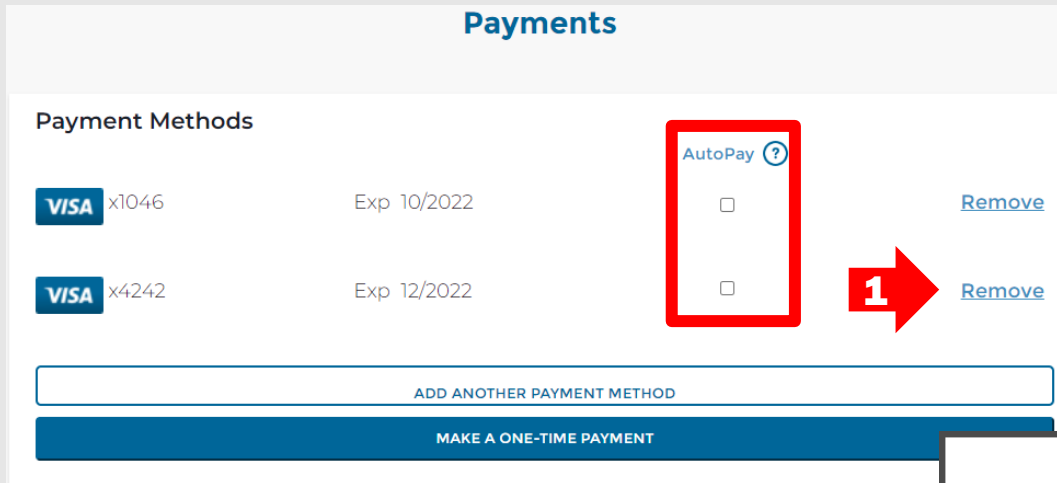 Payments
Payment Methods
AutoPay ?
VISA x1046 Exp 10/2022 Remove
VISA x4242 Exp 12/2022 1 Remove
ADD ANOTHER PAYMENT METHOD
MAKE A ONE-TIME PAYMENT